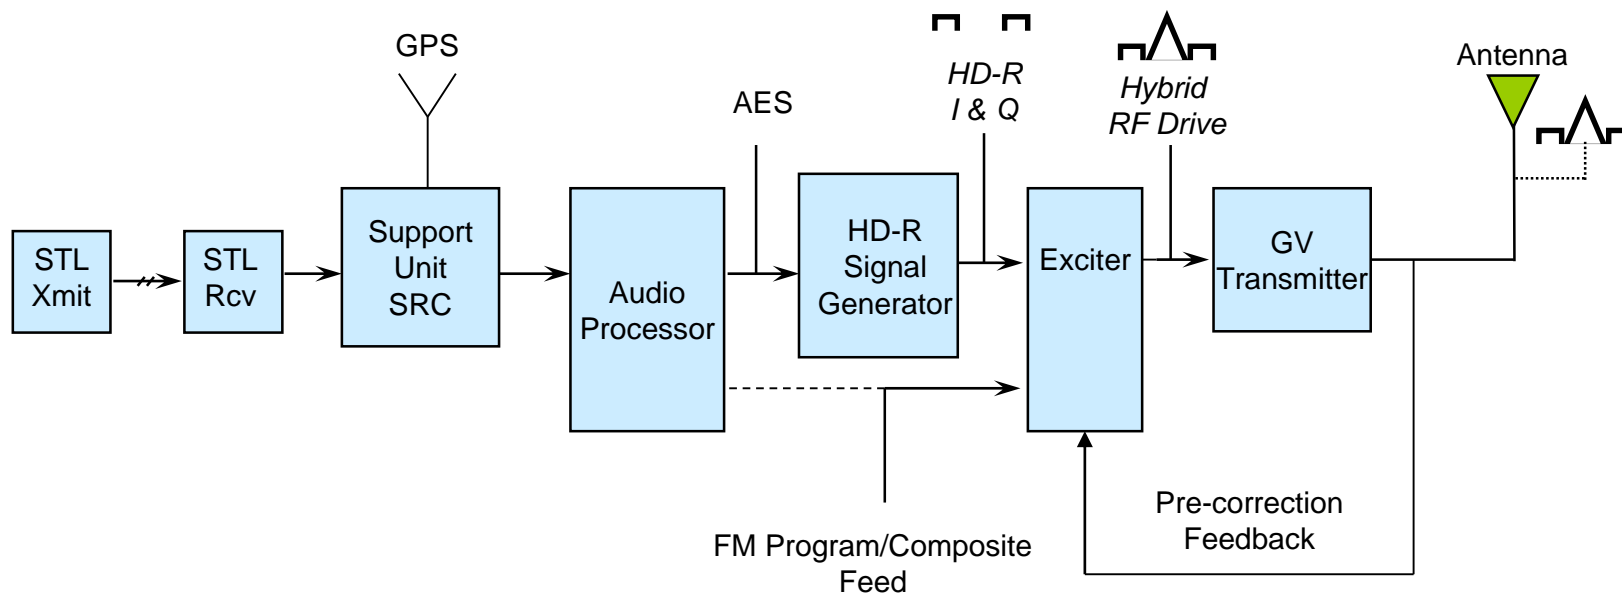 GPS
AES
HD-R
I & Q
Hybrid
RF Drive
Antenna
STL
Xmit
STL
Rcv
Support
Unit
SRC
Audio
Processor
HD-R
Signal
Generator
Exciter
GV
Transmitter
FM Program/Composite
Feed
Pre-correction
Feedback